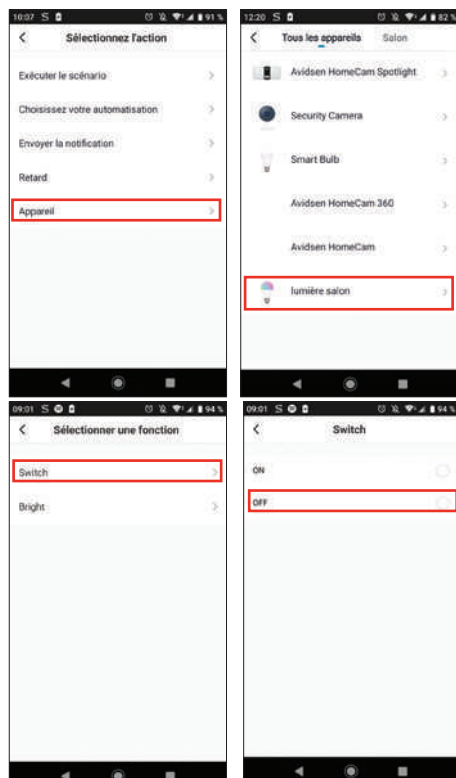 10:07 S 91 %
Sélectionnez l'action
Exécuter le scénario
Choisissez votre automatisation
Envoyer la notification
Retard
Appareil
12:20 S 82 %
Tous les appareils Salon
Avidsen HomeCam Spotlight
Security Camera
Smart Bulb
Avidsen HomeCam 360
Avidsen HomeCam
lumière salon
09:01 S 94 %
Sélectionner une fonction
Switch
Bright
09:01 S 94 %
Switch
ON
OFF